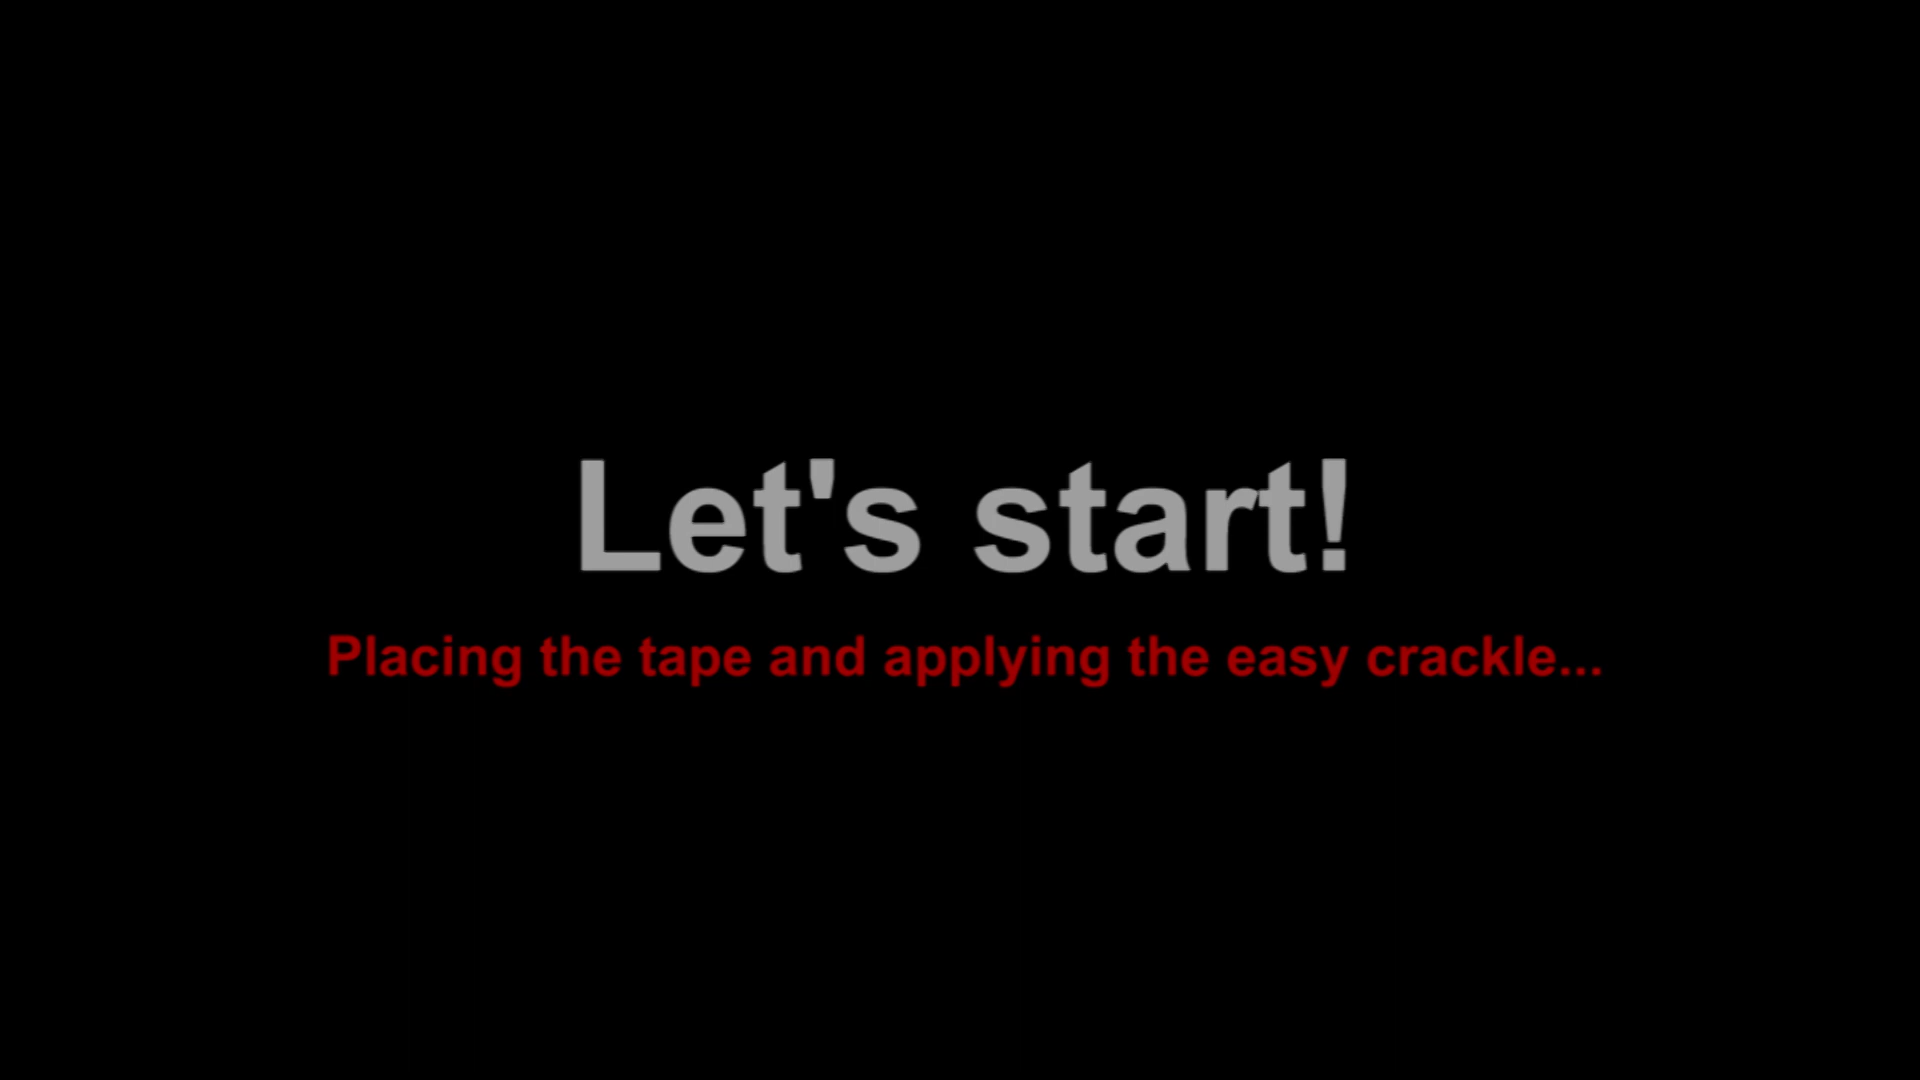 Let's start!
Placing the tape and applying the easy crackle...